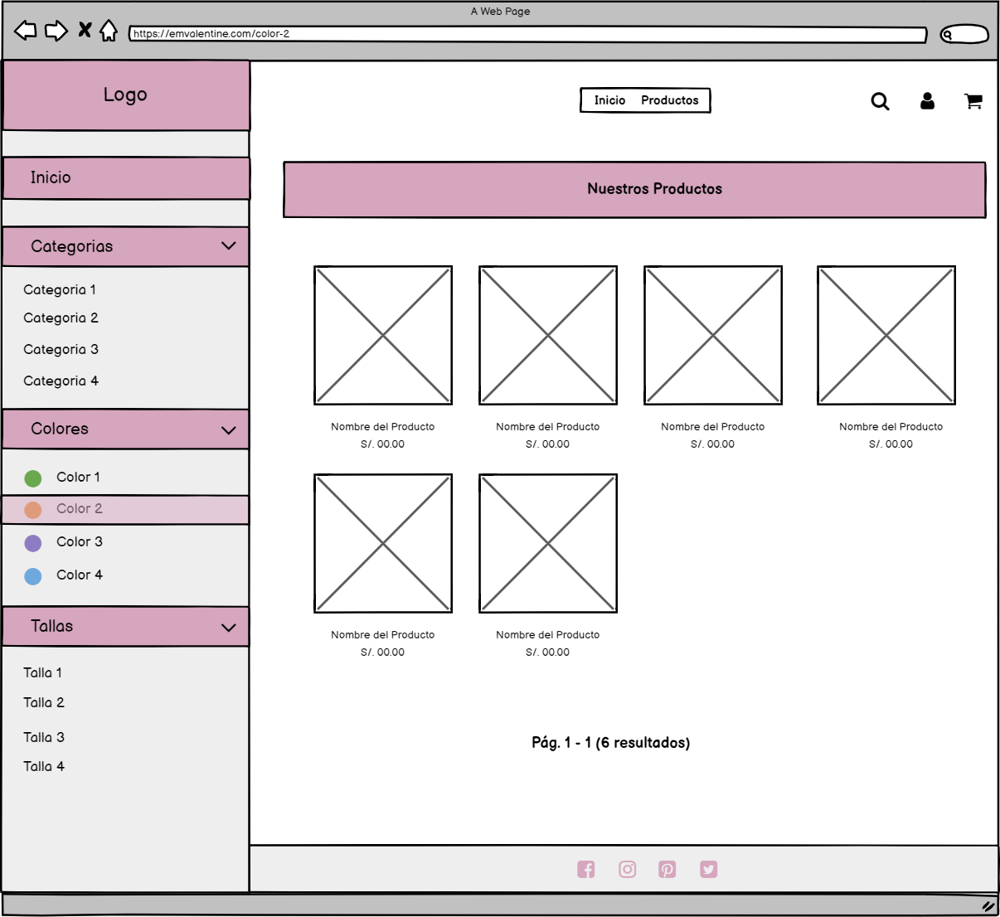 A Web Page
https://emvalentine.com/color-2
Logo
Inicio Productos
Inicio
Categorias
Categoria 1
Categoria 2
Categoria 3
Categoria 4
Colores
Color 1
Color 2
Color 3
Color 4
Tallas
Talla 1
Talla 2
Talla 3
Talla 4
Nuestros Productos
Nombre del Producto
S/. 00.00
Nombre del Producto
S/. 00.00
Nombre del Producto
S/. 00.00
Nombre del Producto
S/. 00.00
Nombre del Producto
S/. 00.00
Nombre del Producto
S/. 00.00
Pág. 1 - 1 (6 resultados)